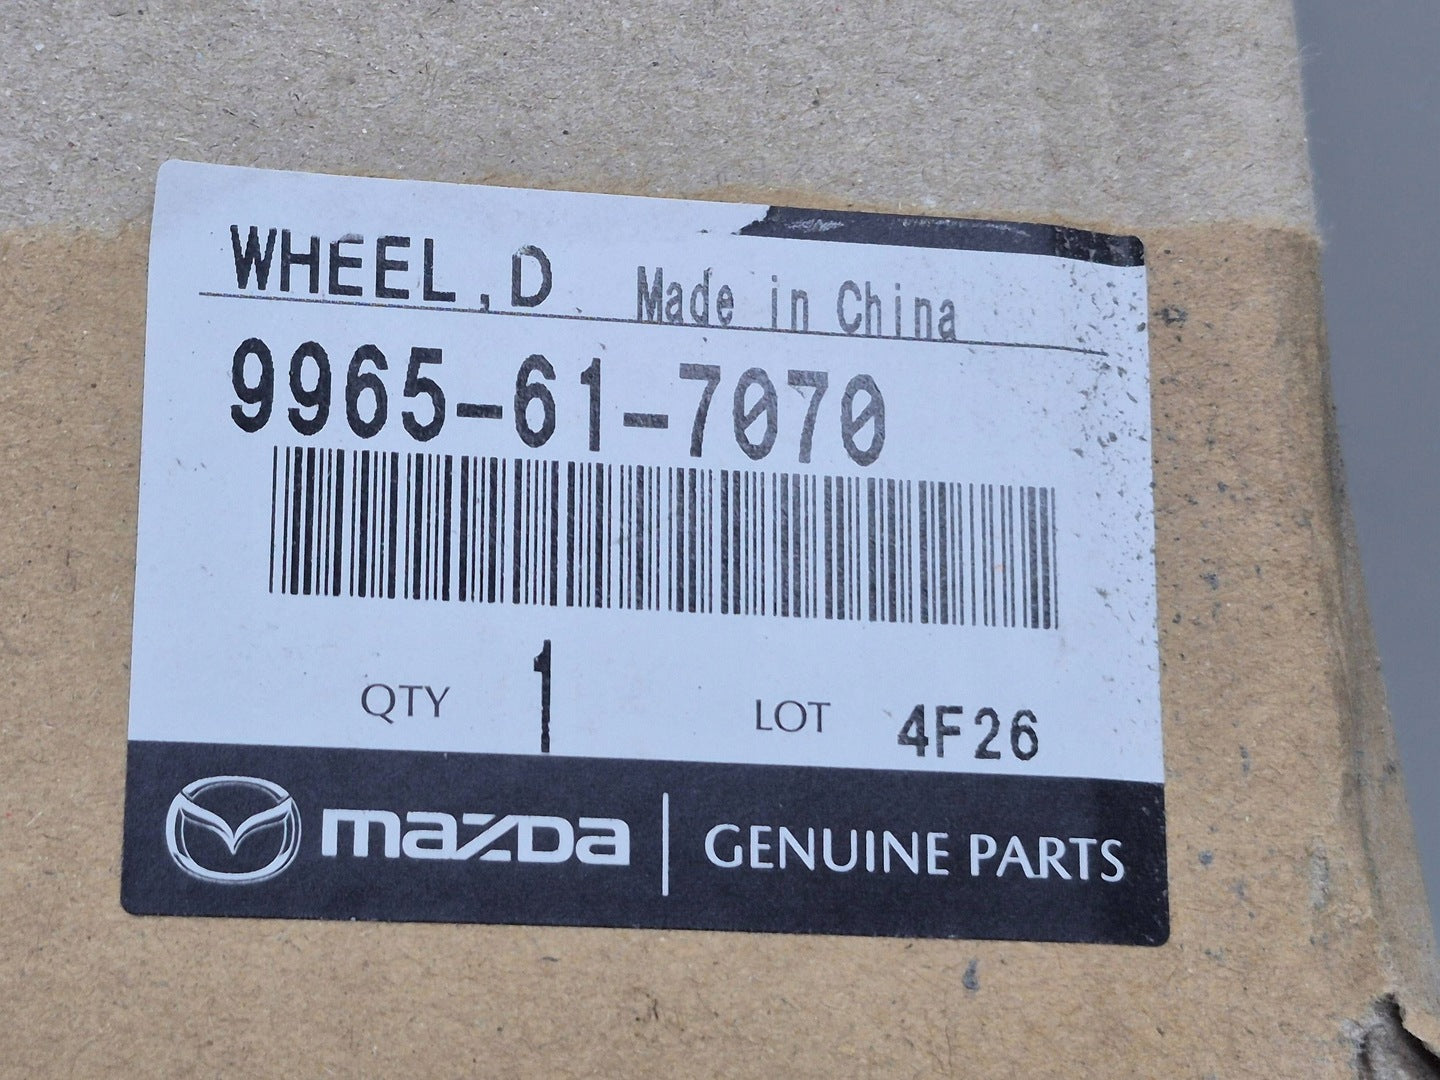 WHEEL,D Made in China
9965-61-7070
QTY 1 LOT 4F26
mazda GENUINE PARTS